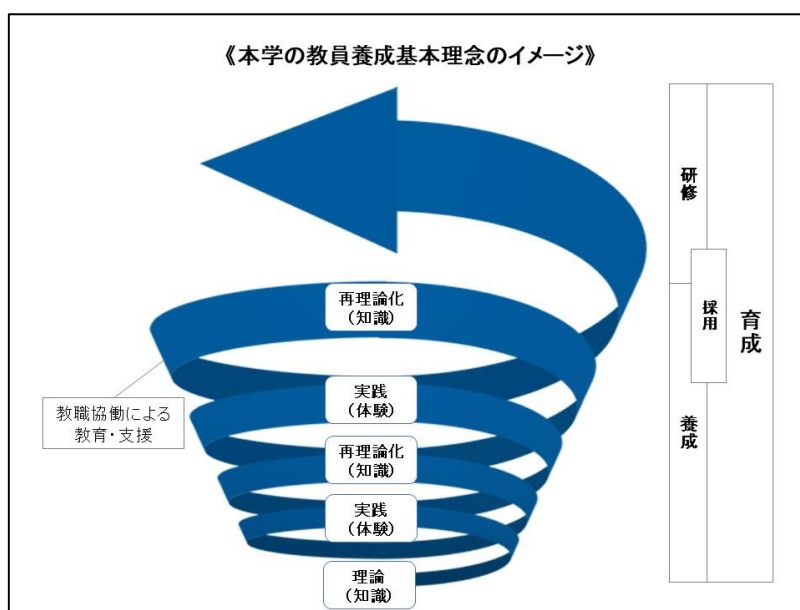 《本学の教員養成基本理念のイメージ》
再理論化
（知識）
実践
（体験）
再理論化
（知識）
実践
（体験）
理論
（知識）
教職協働による
教育・支援
研修
採用
養成
育成